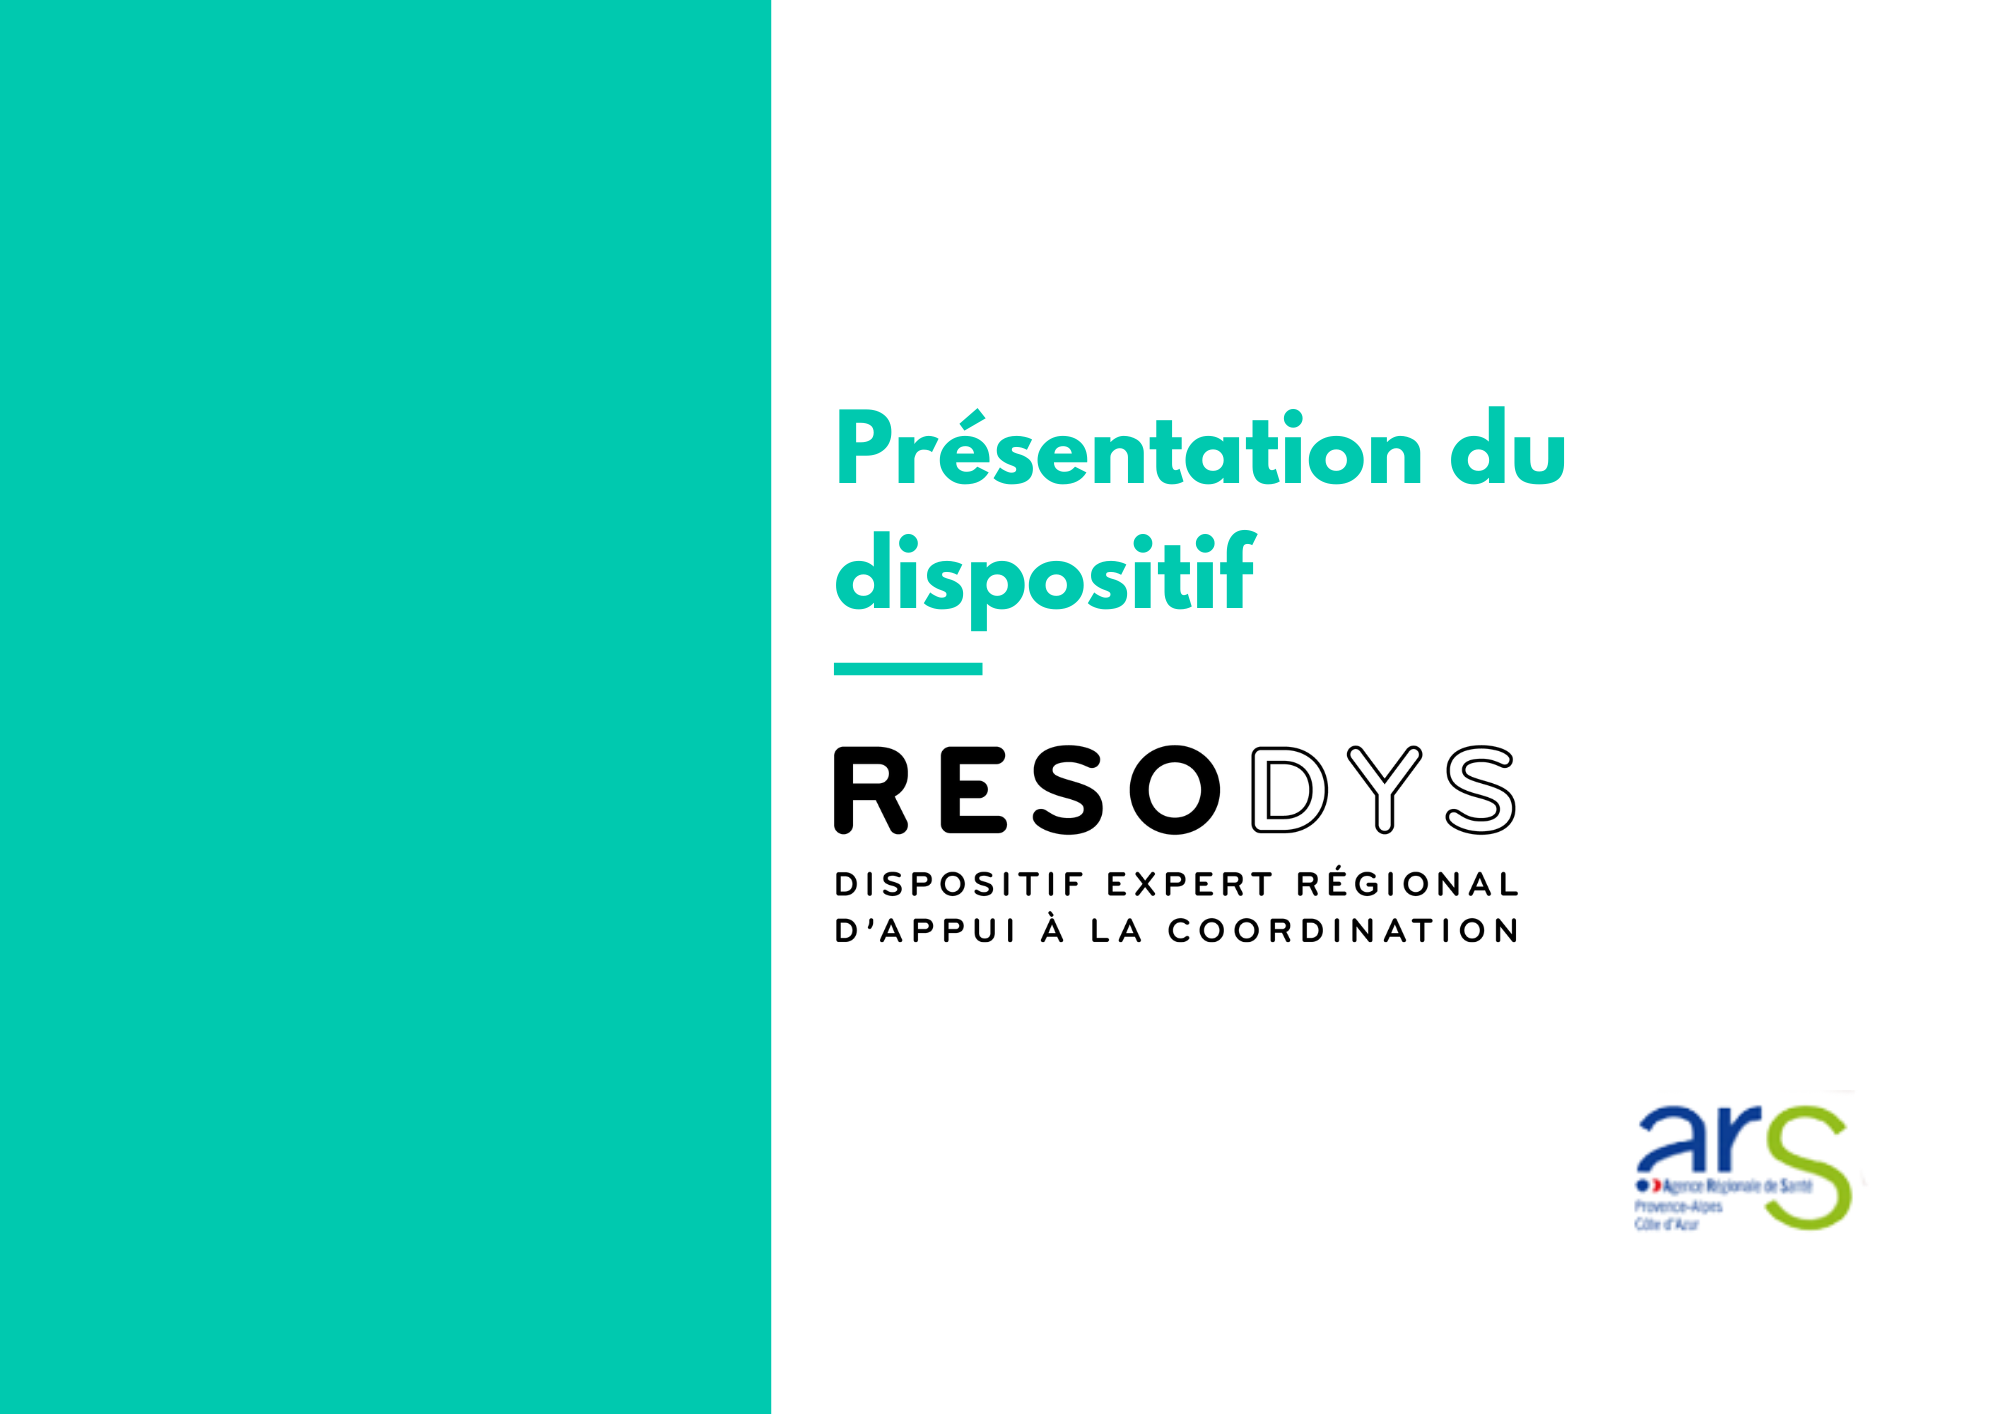 Présentation du
dispositif
RESODYS
DISPOSITIF EXPERT RÉGIONAL
D'APPUI À LA COORDINATION
ars
Agence Régionale de Santé
Provence-Alpes
Côte d'Azur